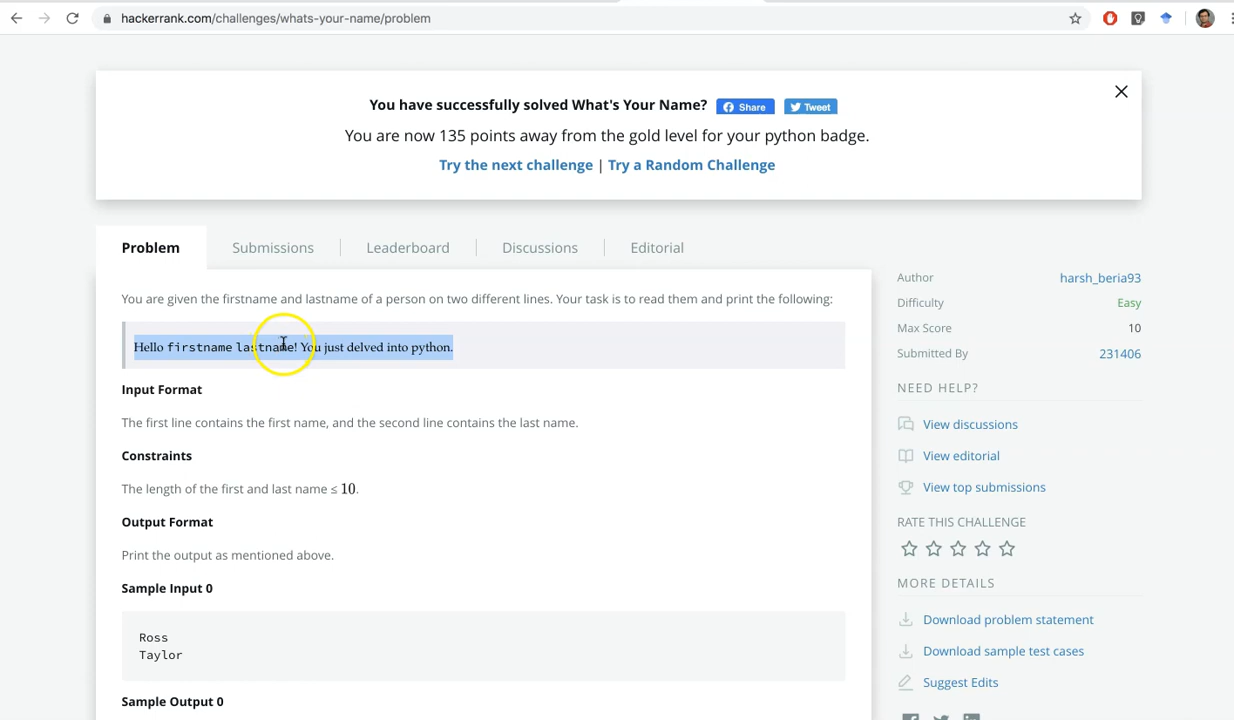 hackerrank.com/challenges/whats-your-name/problem
You have successfully solved What's Your Name? Share Tweet
You are now 135 points away from the gold level for your python badge.
Try the next challenge | Try a Random Challenge
Problem Submissions Leaderboard Discussions Editorial
You are given the firstname and lastname of a person on two different lines. Your task is to read them and print the following:
Hello firstname lastname! You just delved into python.
Input Format
The first line contains the first name, and the second line contains the last name.
Constraints
The length of the first and last name ≤ 10.
Output Format
Print the output as mentioned above.
Sample Input 0
Ross
Taylor
Sample Output 0
Author harsh_beria93
Difficulty Easy
Max Score 10
Submitted By 231406
NEED HELP?
View discussions
View editorial
View top submissions
RATE THIS CHALLENGE
MORE DETAILS
Download problem statement
Download sample test cases
Suggest Edits